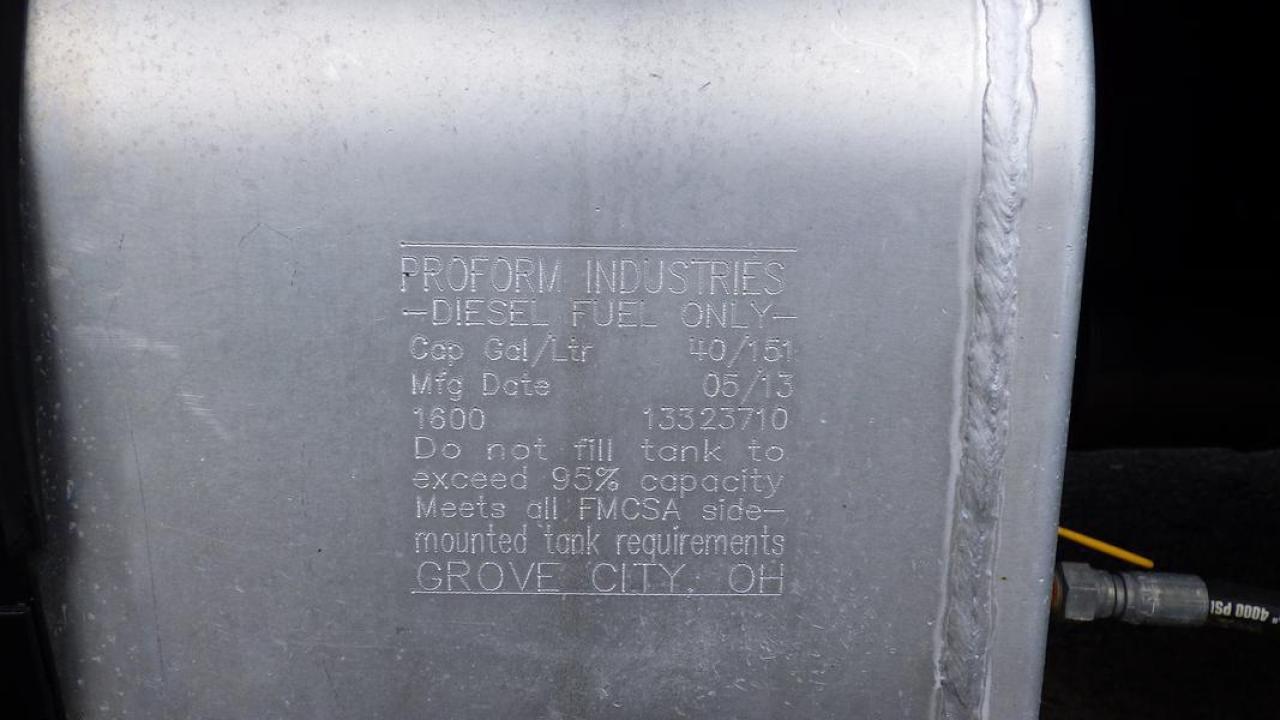 PROFORM INDUSTRIES
-DIESEL FUEL ONLY-
Cap Gal/Ltr 40/151
Mfg Date 05/13
1600 13323710
Do not fill tank to
exceed 95% capacity
Meets all FMCSA side-
mounted tank requirements
GROVE CITY, OH
4000 PSI